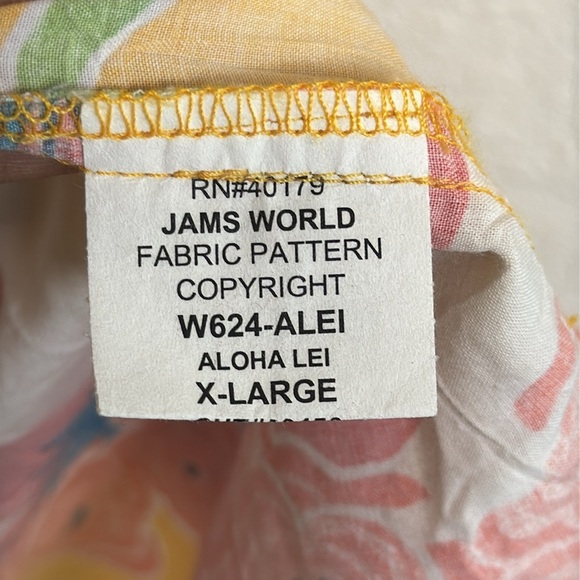 RN#40179
JAMS WORLD
FABRIC PATTERN
COPYRIGHT
W624-ALEI
ALOHA LEI
X-LARGE